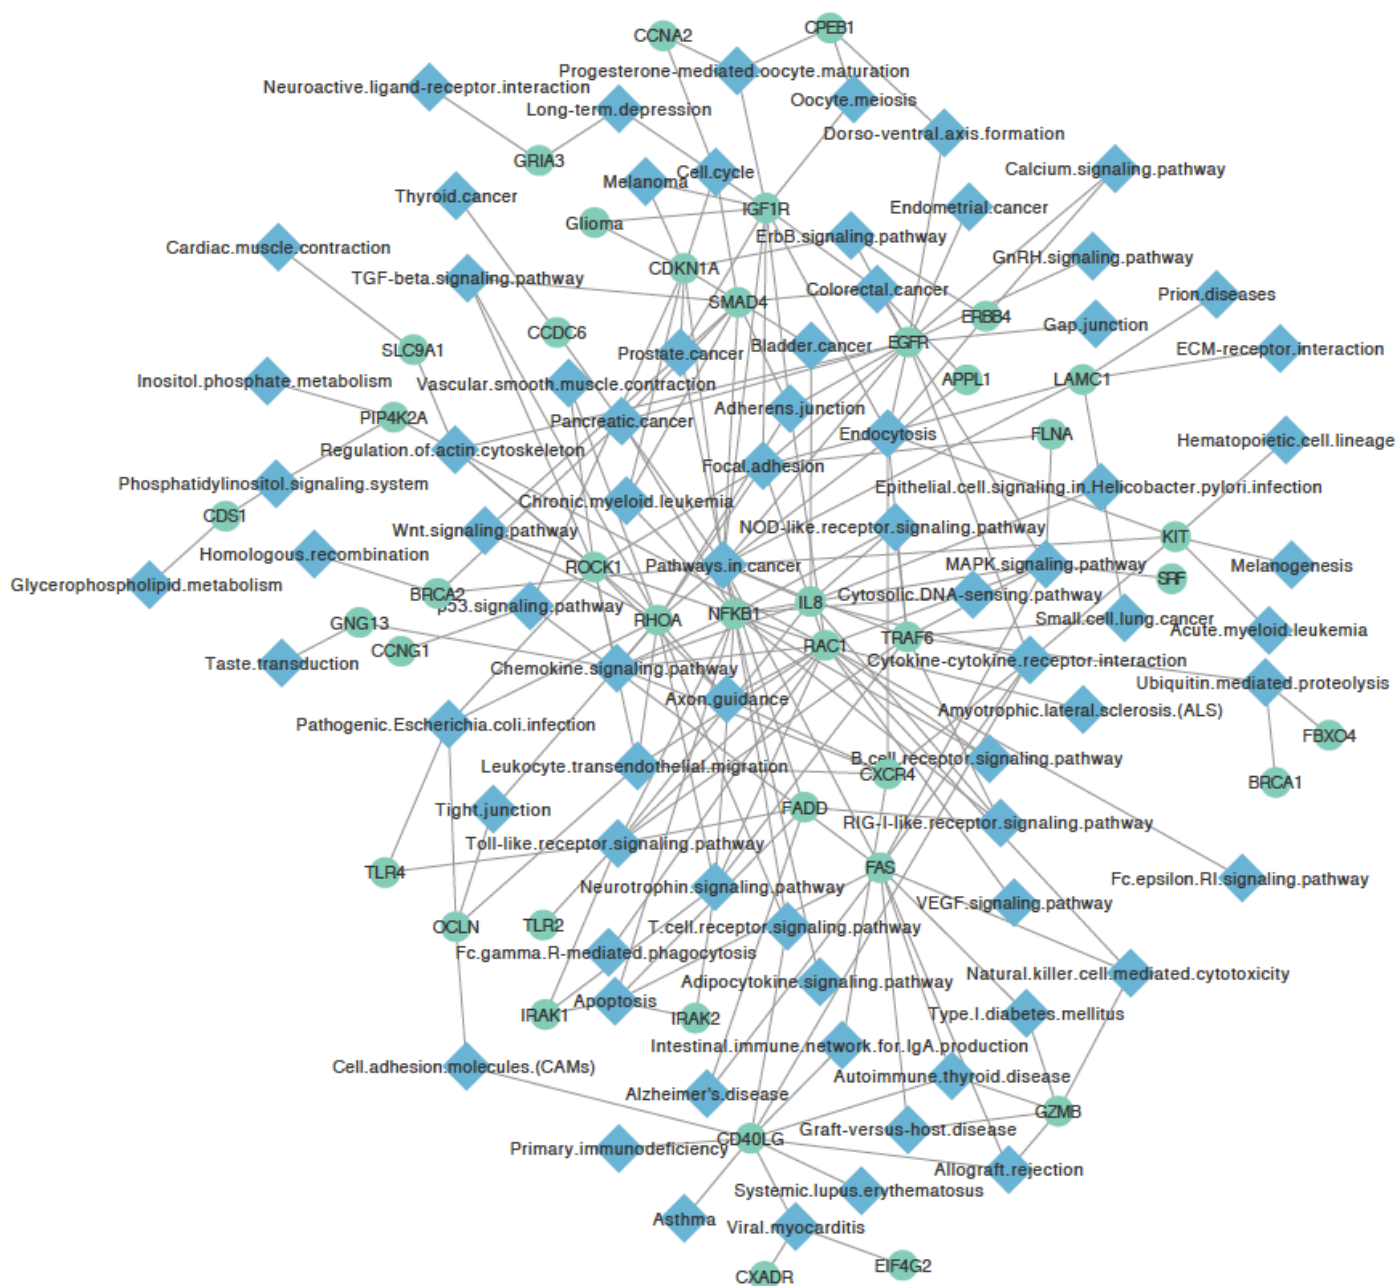 CCNA2
CPEB1
Progesterone-mediated.oocyte.maturation
Neuroactive.ligand-receptor.interaction
Oocyte.meiosis
Long-term.depression
Dorso-ventral.axis.formation
GRIA3
Calcium.signaling.pathway
Cell.cycle
Melanoma
Thyroid.cancer
IGF1R
Endometrial.cancer
Glioma
ErbB.signaling.pathway
Cardiac.muscle.contraction
GnRH.signaling.pathway
CDKN1A
TGF-beta.signaling.pathway
Colorectal.cancer
Prion.diseases
SMAD4
ERBB4
Gap.junction
CCDC6
EGFR
Bladder.cancer
SLC9A1
Prostate.cancer
ECM-receptor.interaction
Inositol.phosphate.metabolism
Vascular.smooth.muscle.contraction
APPL1
LAMC1
Adherens.junction
PIP4K2A
Pancreatic.cancer
Endocytosis
FLNA
Hematopoietic.cell.lineage
Regulation.of.actin.cytoskeleton
Focal.adhesion
Phosphatidylinositol.signaling.system
Epithelial.cell.signaling.in.Helicobacter.pylori.infection
Chronic.myeloid.leukemia
CDS1
NOD-like.receptor.signaling.pathway
Wnt.signaling.pathway
KIT
Homologous.recombination
ROCK1
Pathways.in.cancer
MAPK.signaling.pathway
Melanogenesis
SRF
Glycerophospholipid.metabolism
BRCA2
Cytosolic.DNA-sensing.pathway
p53.signaling.pathway
IL8
NFKB1
RHOA
Small.cell.lung.cancer
GNG13
Acute.myeloid.leukemia
TRAF6
RAC1
CCNG1
Taste.transduction
Chemokine.signaling.pathway
Cytokine-cytokine.receptor.interaction
Ubiquitin.mediated.proteolysis
Axon.guidance
Amyotrophic.lateral.sclerosis.(ALS)
Pathogenic.Escherichia.coli.infection
FBXO4
B.cell.receptor.signaling.pathway
Leukocyte.transendothelial.migration
CXCR4
BRCA1
Tight.junction
FADD
RIG-I-like.receptor.signaling.pathway
Toll-like.receptor.signaling.pathway
TLR4
FAS
Fc.epsilon.RI.signaling.pathway
Neurotrophin.signaling.pathway
VEGF.signaling.pathway
OCLN
TLR2
T.cell.receptor.signaling.pathway
Fc.gamma.R-mediated.phagocytosis
Natural.killer.cell.mediated.cytotoxicity
Adipocytokine.signaling.pathway
Apoptosis
IRAK1
IRAK2
Type.I.diabetes.mellitus
Intestinal.immune.network.for.IgA.production
Cell.adhesion.molecules.(CAMs)
Autoimmune.thyroid.disease
Alzheimer's.disease
GZMB
Graft-versus-host.disease
CD40LG
Primary.immunodeficiency
Allograft.rejection
Systemic.lupus.erythematosus
Asthma
Viral.myocarditis
EIF4G2
CXADR